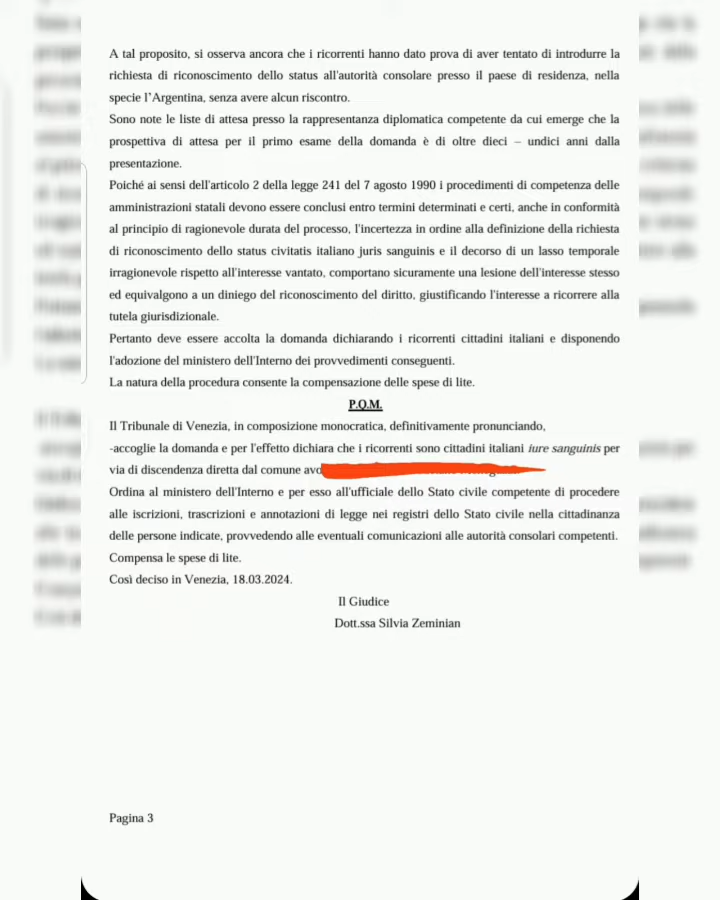 A tal proposito, si osserva ancora che i ricorrenti hanno dato prova di aver tentato di introdurre la
richiesta di riconoscimento dello status all'autorità consolare presso il paese di residenza, nella
specie l’Argentina, senza avere alcun riscontro.
Sono note le liste di attesa presso la rappresentanza diplomatica competente da cui emerge che la
prospettiva di attesa per il primo esame della domanda è di oltre dieci – undici anni dalla
presentazione.
Poiché ai sensi dell'articolo 2 della legge 241 del 7 agosto 1990 i procedimenti di competenza delle
amministrazioni statali devono essere conclusi entro termini determinati e certi, anche in conformità
al principio di ragionevole durata del processo, l'incertezza in ordine alla definizione della richiesta
di riconoscimento dello status civitatis italiano juris sanguinis e il decorso di un lasso temporale
irragionevole rispetto all'interesse vantato, comportano sicuramente una lesione dell'interesse stesso
ed equivalgono a un diniego del riconoscimento del diritto, giustificando l'interesse a ricorrere alla
tutela giurisdizionale.
Pertanto deve essere accolta la domanda dichiarando i ricorrenti cittadini italiani e disponendo
l'adozione del ministero dell'Interno dei provvedimenti conseguenti.
La natura della procedura consente la compensazione delle spese di lite.
P.Q.M.
Il Tribunale di Venezia, in composizione monocratica, definitivamente pronunciando,
-accoglie la domanda e per l'effetto dichiara che i ricorrenti sono cittadini italiani iure sanguinis per
via di discendenza diretta dal comune avo
Ordina al ministero dell'Interno e per esso all'ufficiale dello Stato civile competente di procedere
alle iscrizioni, trascrizioni e annotazioni di legge nei registri dello Stato civile nella cittadinanza
delle persone indicate, provvedendo alle eventuali comunicazioni alle autorità consolari competenti.
Compensa le spese di lite.
Così deciso in Venezia, 18.03.2024.
Il Giudice
Dott.ssa Silvia Zeminian
Pagina 3